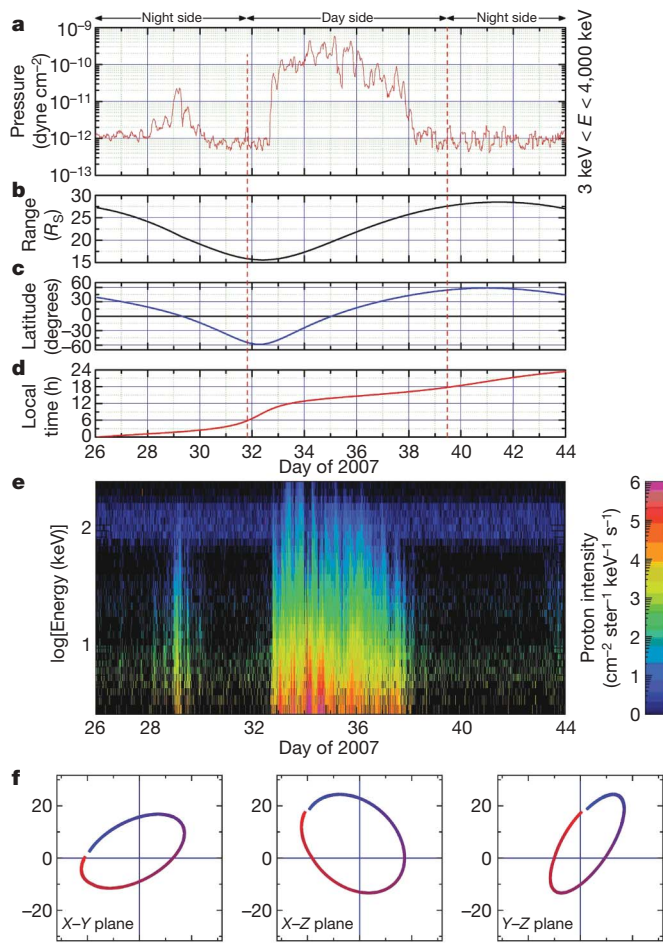 Night side Day side Night side
a
10⁻⁹
10⁻¹⁰
10⁻¹¹
10⁻¹²
10⁻¹³
Pressure
(dyne cm⁻²)
3 keV < E < 4,000 keV
b
30
25
20
15
Range
(R_S)
c
60
30
0
−30
−60
Latitude
(degrees)
d
24
18
12
6
0
Local
time (h)
26 28 30 32 34 36 38 40 42 44
Day of 2007
e
2
1
log[Energy (keV)]
26 28 32 36 40 44
Day of 2007
6
5
4
3
2
1
0
Proton intensity
(cm⁻² ster⁻¹ keV⁻¹ s⁻¹)
f
20
0
−20
X–Y plane
20
0
−20
X–Z plane
20
0
−20
Y–Z plane